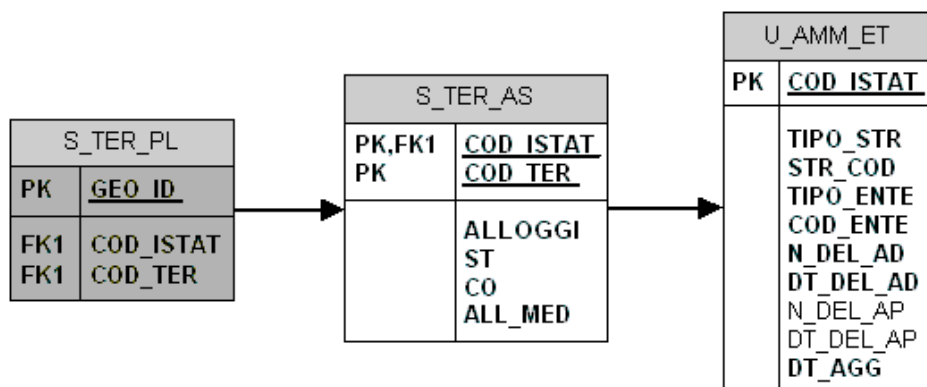 S_TER_PL
PK GEO_ID
FK1 COD_ISTAT
FK1 COD_TER
S_TER_AS
PK,FK1 COD_ISTAT
PK COD_TER
ALLOGGI
ST
CO
ALL_MED
U_AMM_ET
PK COD_ISTAT
TIPO_STR
STR_COD
TIPO_ENTE
COD_ENTE
N_DEL_AD
DT_DEL_AD
N_DEL_AP
DT_DEL_AP
DT_AGG